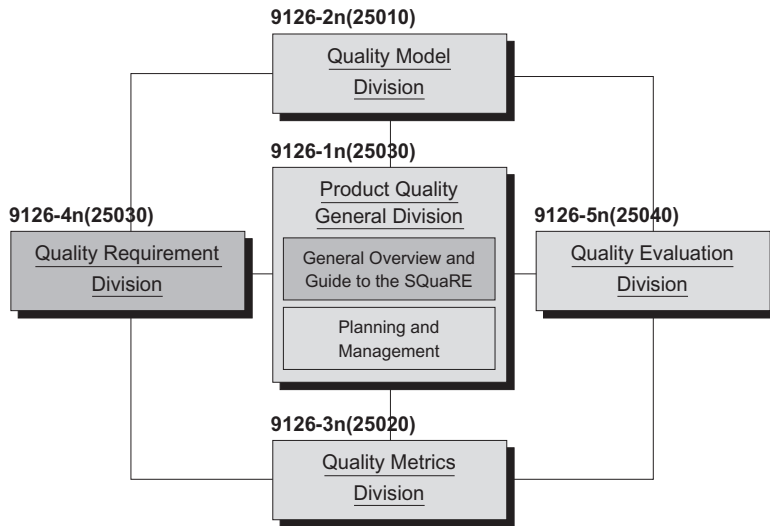 9126-2n(25010)
Quality Model
Division
9126-1n(25030)
Product Quality
General Division
General Overview and
Guide to the SQuaRE
Planning and
Management
9126-4n(25030)
Quality Requirement
Division
9126-5n(25040)
Quality Evaluation
Division
9126-3n(25020)
Quality Metrics
Division